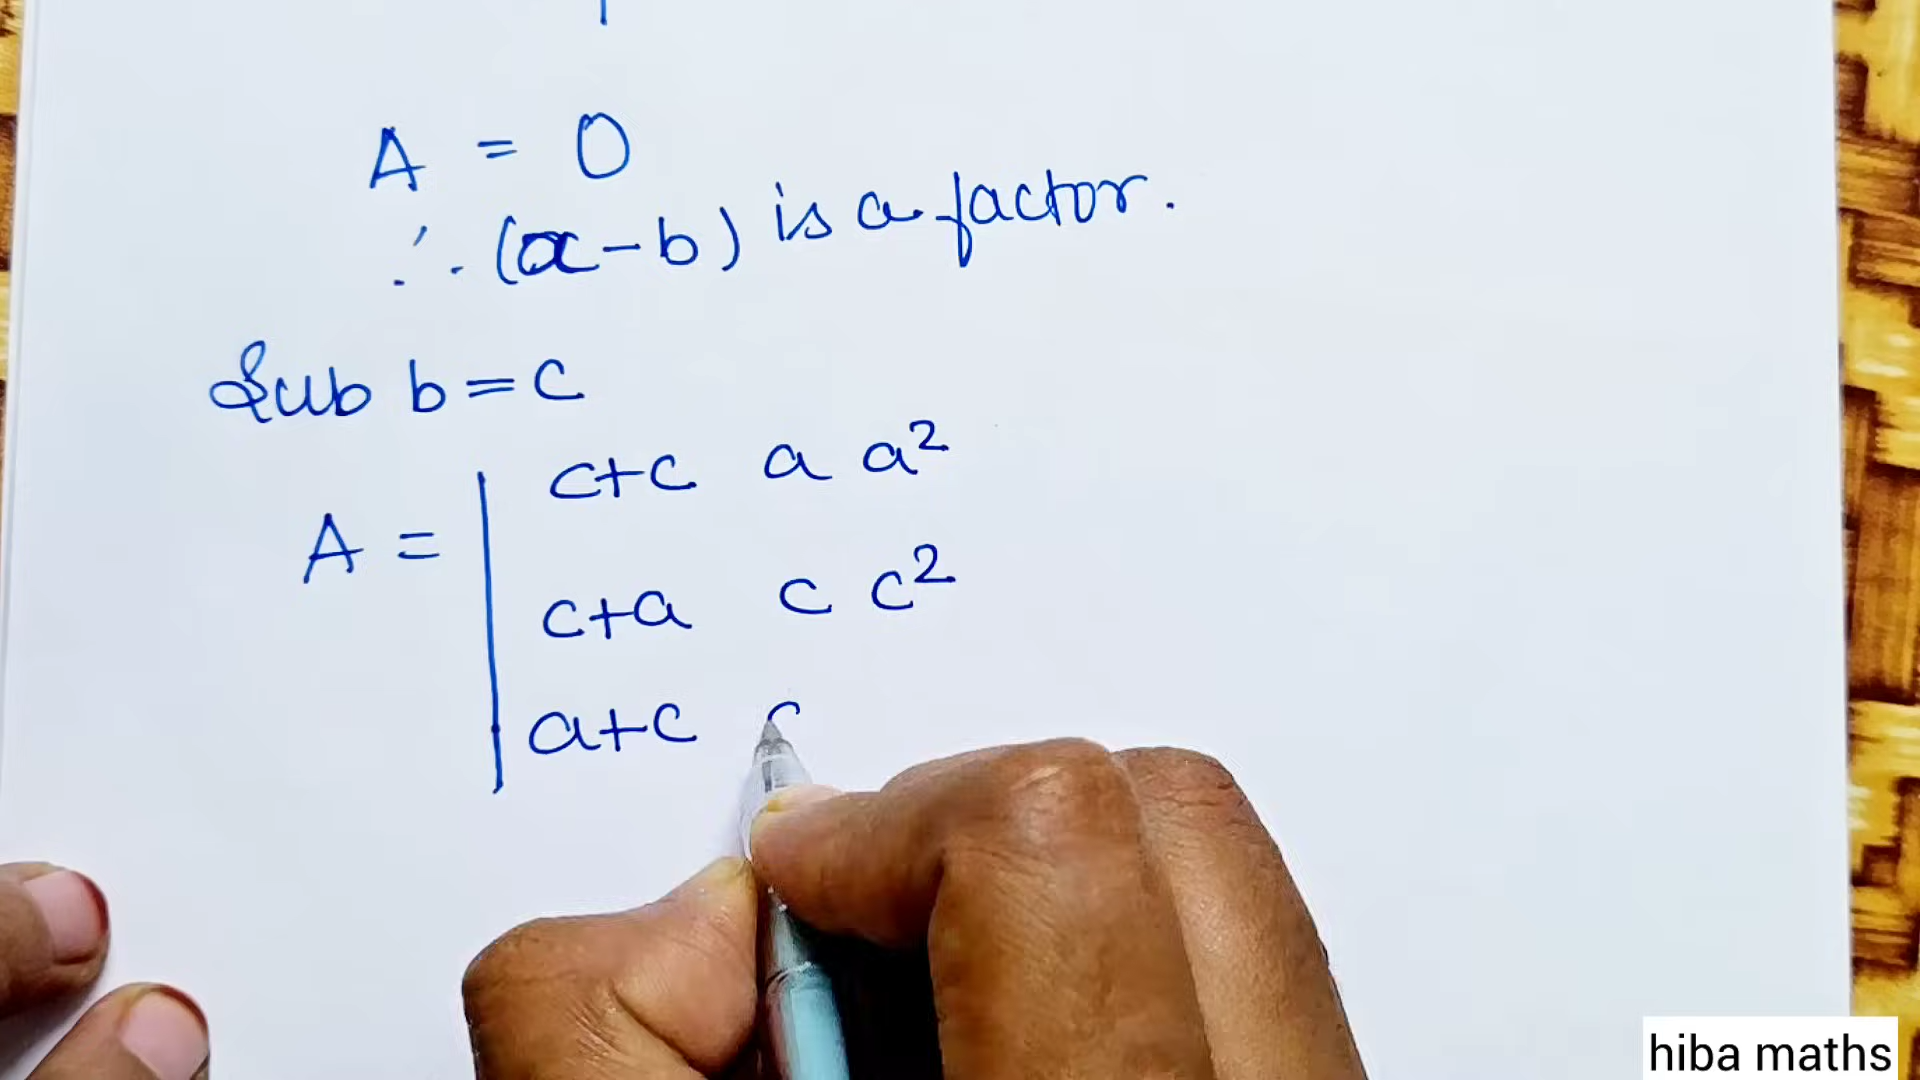 A = 0
∴ (a-b) is a factor.
Sub b = c
c+c a a²
A = c+a c c²
a+c c
hiba maths